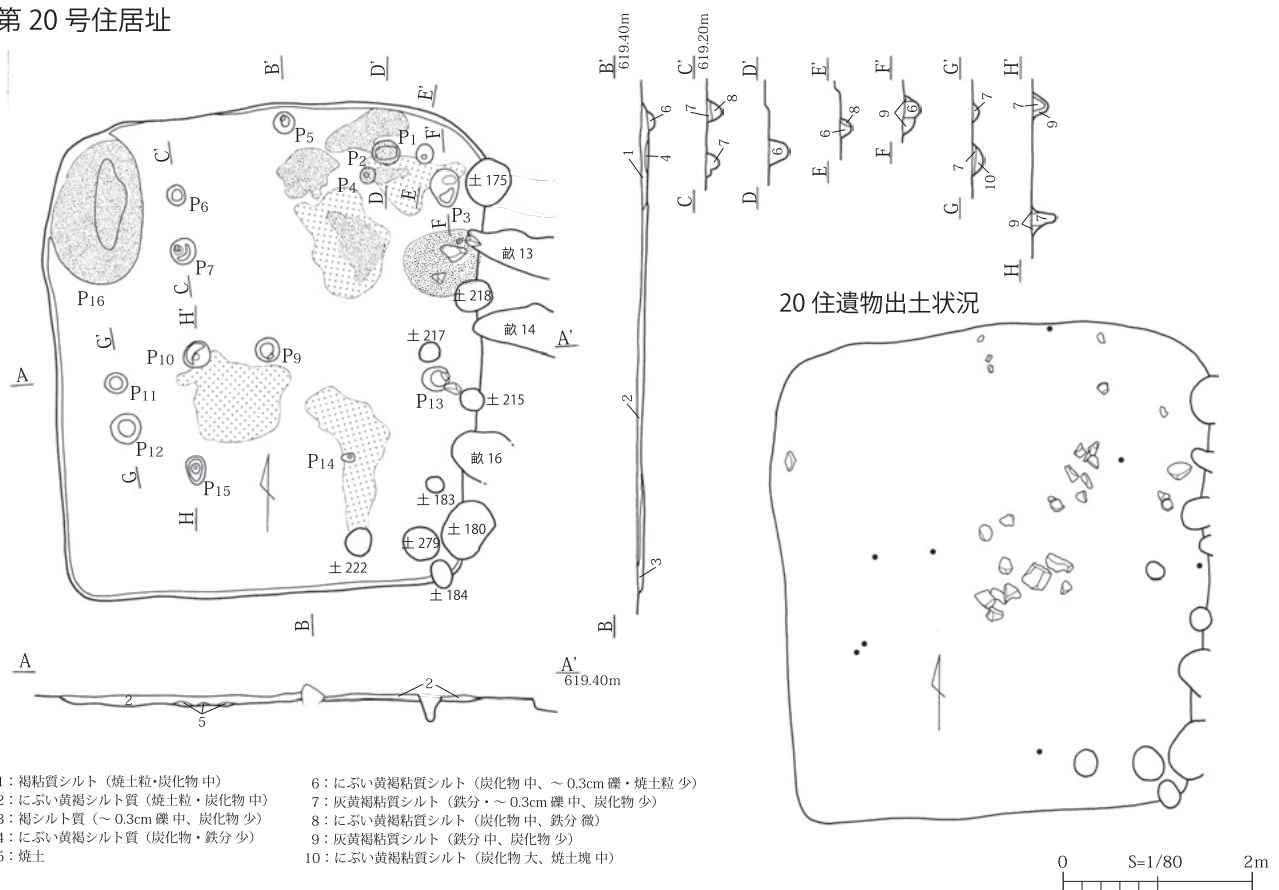 第 20 号住居址
B'
D'
E'
F'
C'
P5
P1
P2
P4
D
E
土 175
P6
P3
F
P7
畝 13
P16
C
土 218
H'
G'
土 217
畝 14
A'
P10
P9
A
P11
P13
土 215
P12
畝 16
P14
G
P15
土 183
H
土 180
土 279
土 222
土 184
B
A
A'
619.40m
2
2
5
B'
619.40m
C'
619.20m
D'
E'
F'
G'
H'
6
1
4
7
8
7
C
6
D
8
6
E
9
6
F
7
7
10
G
7
9
9
7
H
2
3
B
20 住遺物出土状況
1：褐粘質シルト（焼土粒・炭化物 中）
2：にぶい黄褐シルト質（焼土粒・炭化物 中）
3：褐シルト質（～ 0.3cm 礫 中、炭化物 少）
4：にぶい黄褐シルト質（炭化物・鉄分 少）
5：焼土
6：にぶい黄褐粘質シルト（炭化物 中、～ 0.3cm 礫・焼土粒 少）
7：灰黄褐粘質シルト（鉄分・～ 0.3cm 礫 中、炭化物 少）
8：にぶい黄褐粘質シルト（炭化物 中、鉄分 微）
9：灰黄褐粘質シルト（鉄分 中、炭化物 少）
10：にぶい黄褐粘質シルト（炭化物 大、焼土塊 中）
0 S=1/80 2m